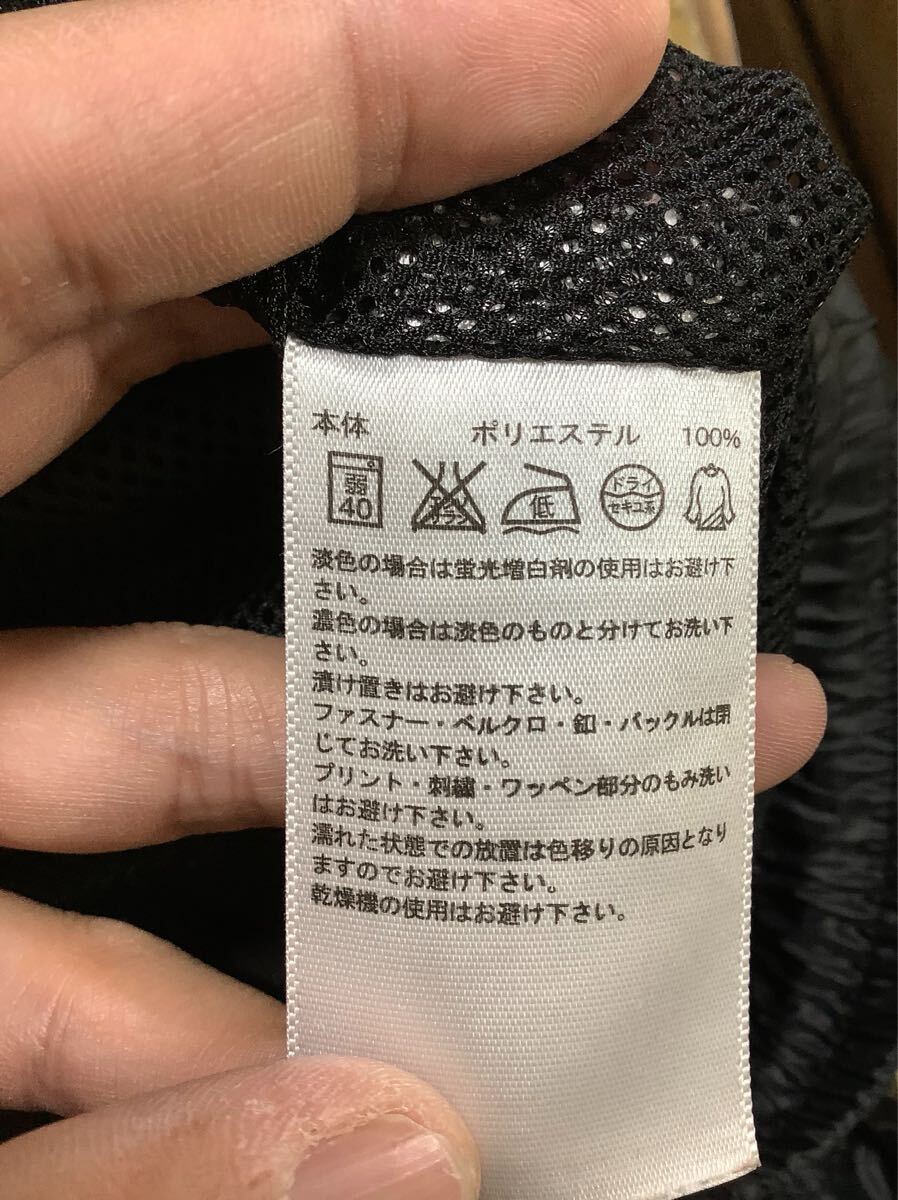 本体 ポリエステル 100%
弱 40 エンソサラシ 低 ドライ セキユ系
淡色の場合は蛍光増白剤の使用はお避け下
さい。
濃色の場合は淡色のものと分けてお洗い下
さい。
漬け置きはお避け下さい。
ファスナー・ベルクロ・釦・バックルは閉
じてお洗い下さい。
プリント・刺繍・ワッペン部分のもみ洗い
はお避け下さい。
濡れた状態での放置は色移りの原因となり
ますのでお避け下さい。
乾燥機の使用はお避け下さい。